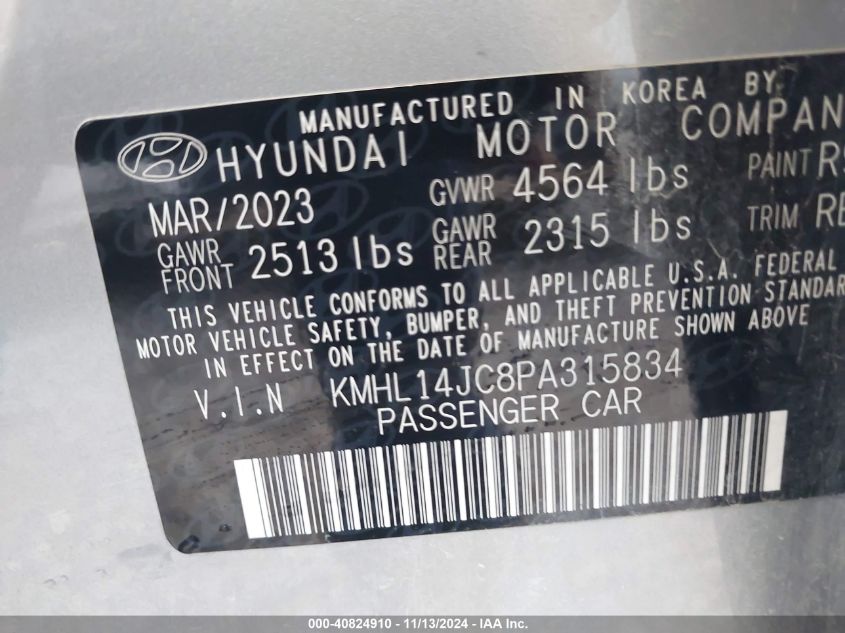 MANUFACTURED IN KOREA BY
HYUNDAI MOTOR COMPAN
MAR/2023 GVWR 4564 lbs PAINT
GAWR FRONT 2513 lbs GAWR REAR 2315 lbs TRIM
THIS VEHICLE CONFORMS TO ALL APPLICABLE U.S.A. FEDERAL
MOTOR VEHICLE SAFETY, BUMPER, AND THEFT PREVENTION STANDAR
IN EFFECT ON THE DATE OF MANUFACTURE SHOWN ABOVE
V.I.N KMHL14JC8PA315834
PASSENGER CAR
000-40824910 - 11/13/2024 - IAC